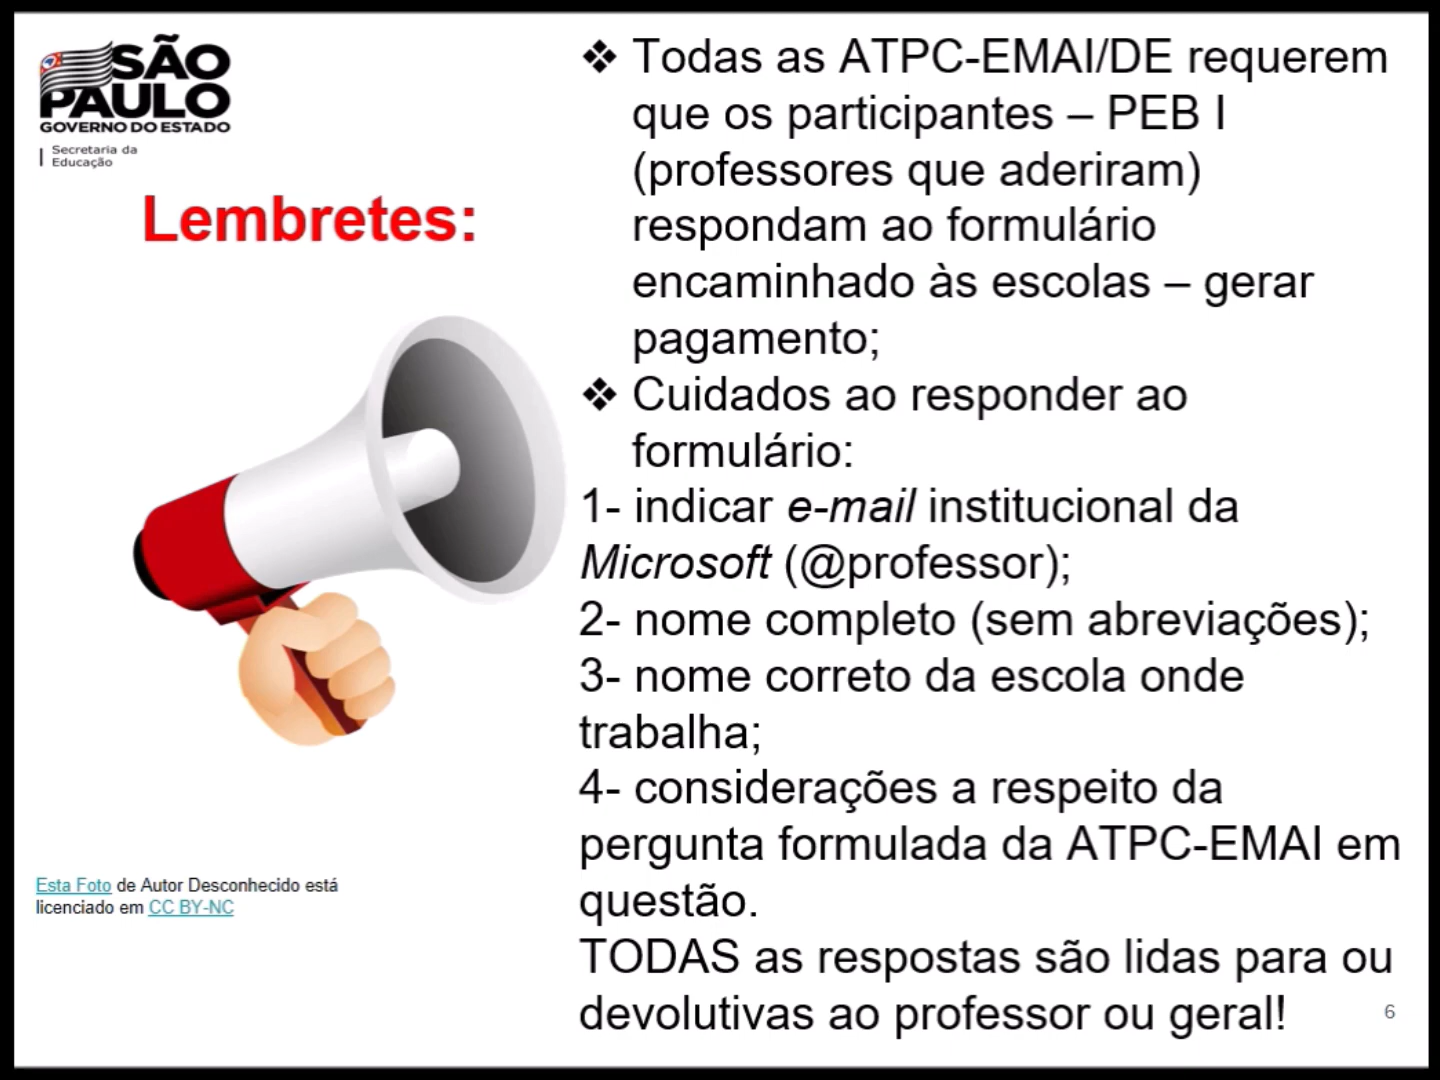 SÃO
PAULO
GOVERNO DO ESTADO
Secretaria da
Educação
Lembretes:
Esta Foto de Autor Desconhecido está
licenciado em CC BY-NC
❖ Todas as ATPC-EMAI/DE requerem
que os participantes – PEB I
(professores que aderiram)
respondam ao formulário
encaminhado às escolas – gerar
pagamento;
❖ Cuidados ao responder ao
formulário:
1- indicar e-mail institucional da
Microsoft (@professor);
2- nome completo (sem abreviações);
3- nome correto da escola onde
trabalha;
4- considerações a respeito da
pergunta formulada da ATPC-EMAI em
questão.
TODAS as respostas são lidas para ou
devolutivas ao professor ou geral!
6